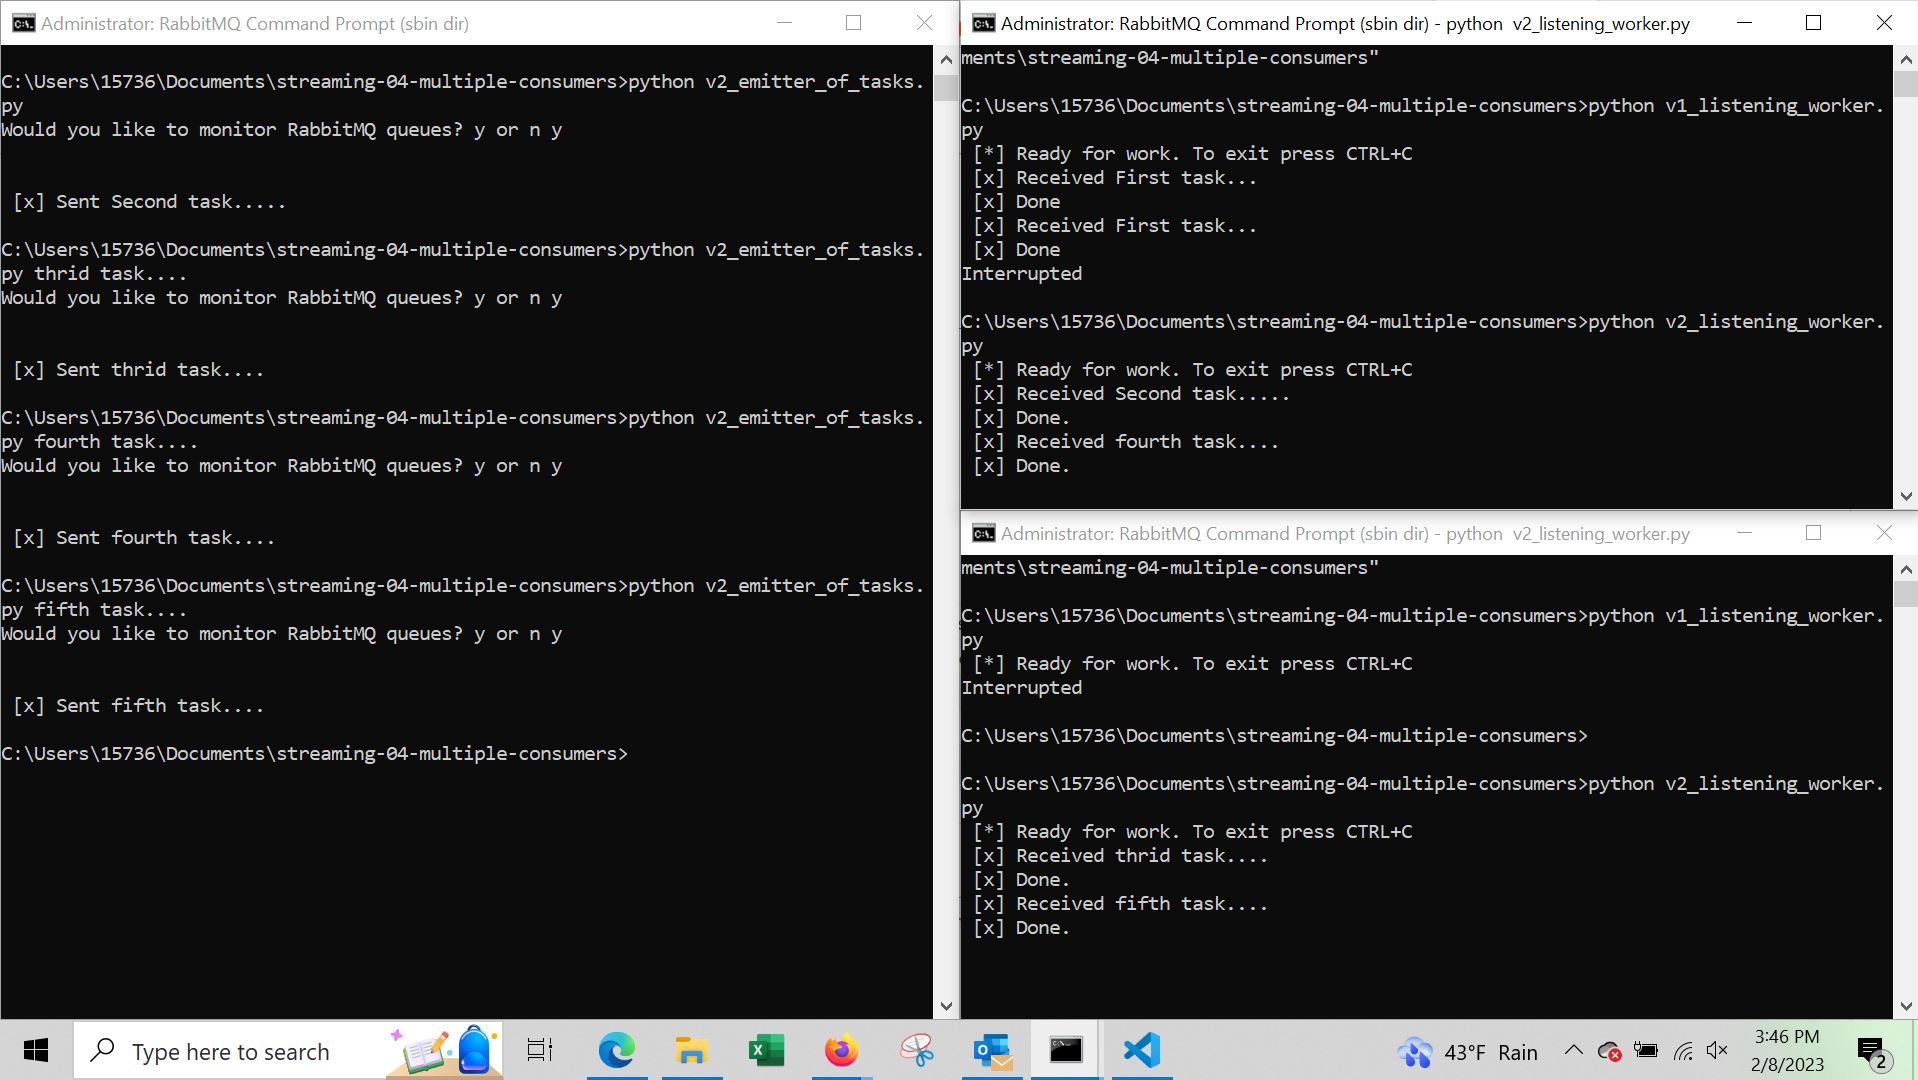 Administrator: RabbitMQ Command Prompt (sbin dir)
C:\Users\15736\Documents\streaming-04-multiple-consumers>python v2_emitter_of_tasks.
py
Would you like to monitor RabbitMQ queues? y or n y
[x] Sent Second task.....
C:\Users\15736\Documents\streaming-04-multiple-consumers>python v2_emitter_of_tasks.
py thrid task....
Would you like to monitor RabbitMQ queues? y or n y
[x] Sent thrid task....
C:\Users\15736\Documents\streaming-04-multiple-consumers>python v2_emitter_of_tasks.
py fourth task....
Would you like to monitor RabbitMQ queues? y or n y
[x] Sent fourth task....
C:\Users\15736\Documents\streaming-04-multiple-consumers>python v2_emitter_of_tasks.
py fifth task....
Would you like to monitor RabbitMQ queues? y or n y
[x] Sent fifth task....
C:\Users\15736\Documents\streaming-04-multiple-consumers>
Administrator: RabbitMQ Command Prompt (sbin dir) - python v2_listening_worker.py
ments\streaming-04-multiple-consumers"
C:\Users\15736\Documents\streaming-04-multiple-consumers>python v1_listening_worker.
py
[*] Ready for work. To exit press CTRL+C
[x] Received First task...
[x] Done
[x] Received First task...
[x] Done
Interrupted
C:\Users\15736\Documents\streaming-04-multiple-consumers>python v2_listening_worker.
py
[*] Ready for work. To exit press CTRL+C
[x] Received Second task.....
[x] Done.
[x] Received fourth task....
[x] Done.
Administrator: RabbitMQ Command Prompt (sbin dir) - python v2_listening_worker.py
ments\streaming-04-multiple-consumers"
C:\Users\15736\Documents\streaming-04-multiple-consumers>python v1_listening_worker.
py
[*] Ready for work. To exit press CTRL+C
Interrupted
C:\Users\15736\Documents\streaming-04-multiple-consumers>
C:\Users\15736\Documents\streaming-04-multiple-consumers>python v2_listening_worker.
py
[*] Ready for work. To exit press CTRL+C
[x] Received thrid task....
[x] Done.
[x] Received fifth task....
[x] Done.
Type here to search
43°F Rain
3:46 PM
2/8/2023
2